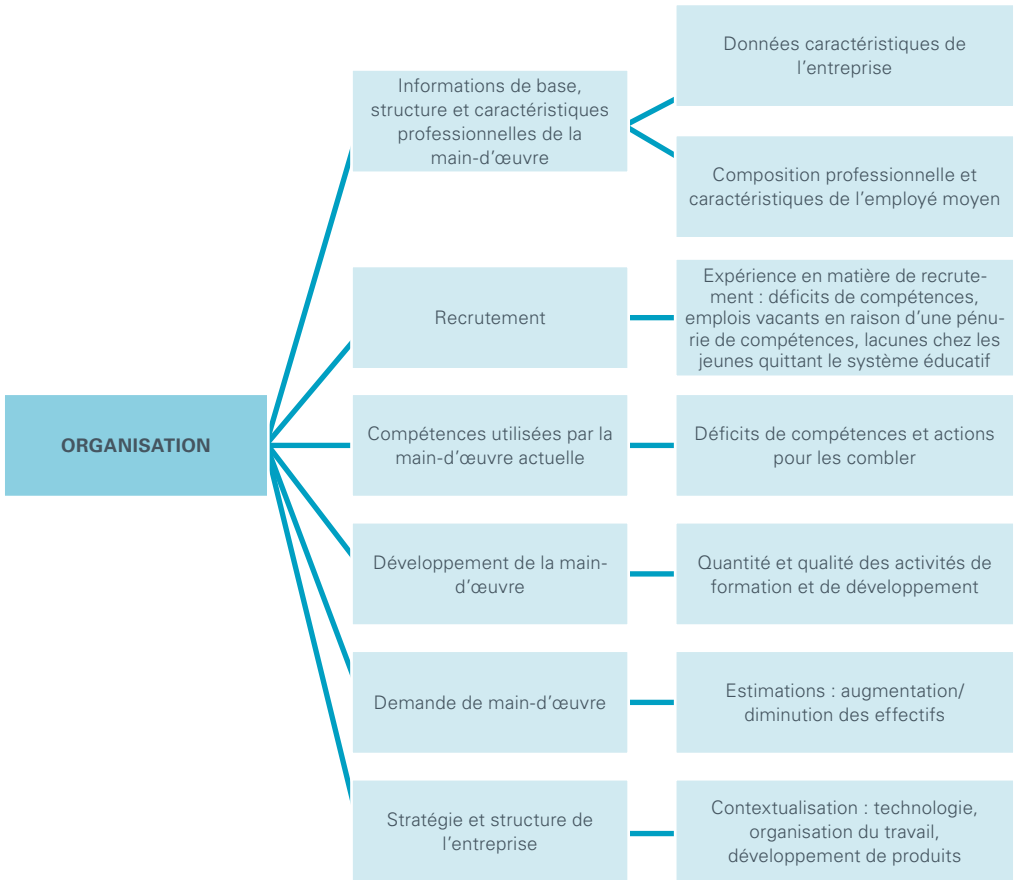 Données caractéristiques de
l'entreprise
Informations de base,
structure et caractéristiques
professionnelles de la
main-d'œuvre
Composition professionnelle et
caractéristiques de l'employé moyen
Recrutement
Expérience en matière de recrute-
ment : déficits de compétences,
emplois vacants en raison d'une pénu-
rie de compétences, lacunes chez les
jeunes quittant le système éducatif
ORGANISATION
Compétences utilisées par la
main-d'œuvre actuelle
Déficits de compétences et actions
pour les combler
Développement de la main-
d'œuvre
Quantité et qualité des activités de
formation et de développement
Demande de main-d'œuvre
Estimations : augmentation/
diminution des effectifs
Stratégie et structure de
l'entreprise
Contextualisation : technologie,
organisation du travail,
développement de produits